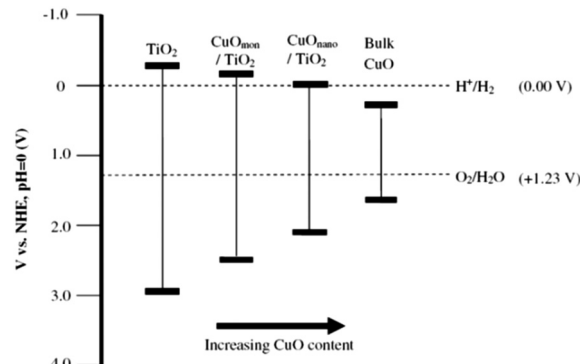 -1.0
TiO₂
CuOmon
/ TiO₂
CuOnano
/ TiO₂
Bulk
CuO
0
H⁺/H₂ (0.00 V)
1.0
O₂/H₂O (+1.23 V)
2.0
3.0
4.0
V vs. NHE, pH=0 (V)
Increasing CuO content